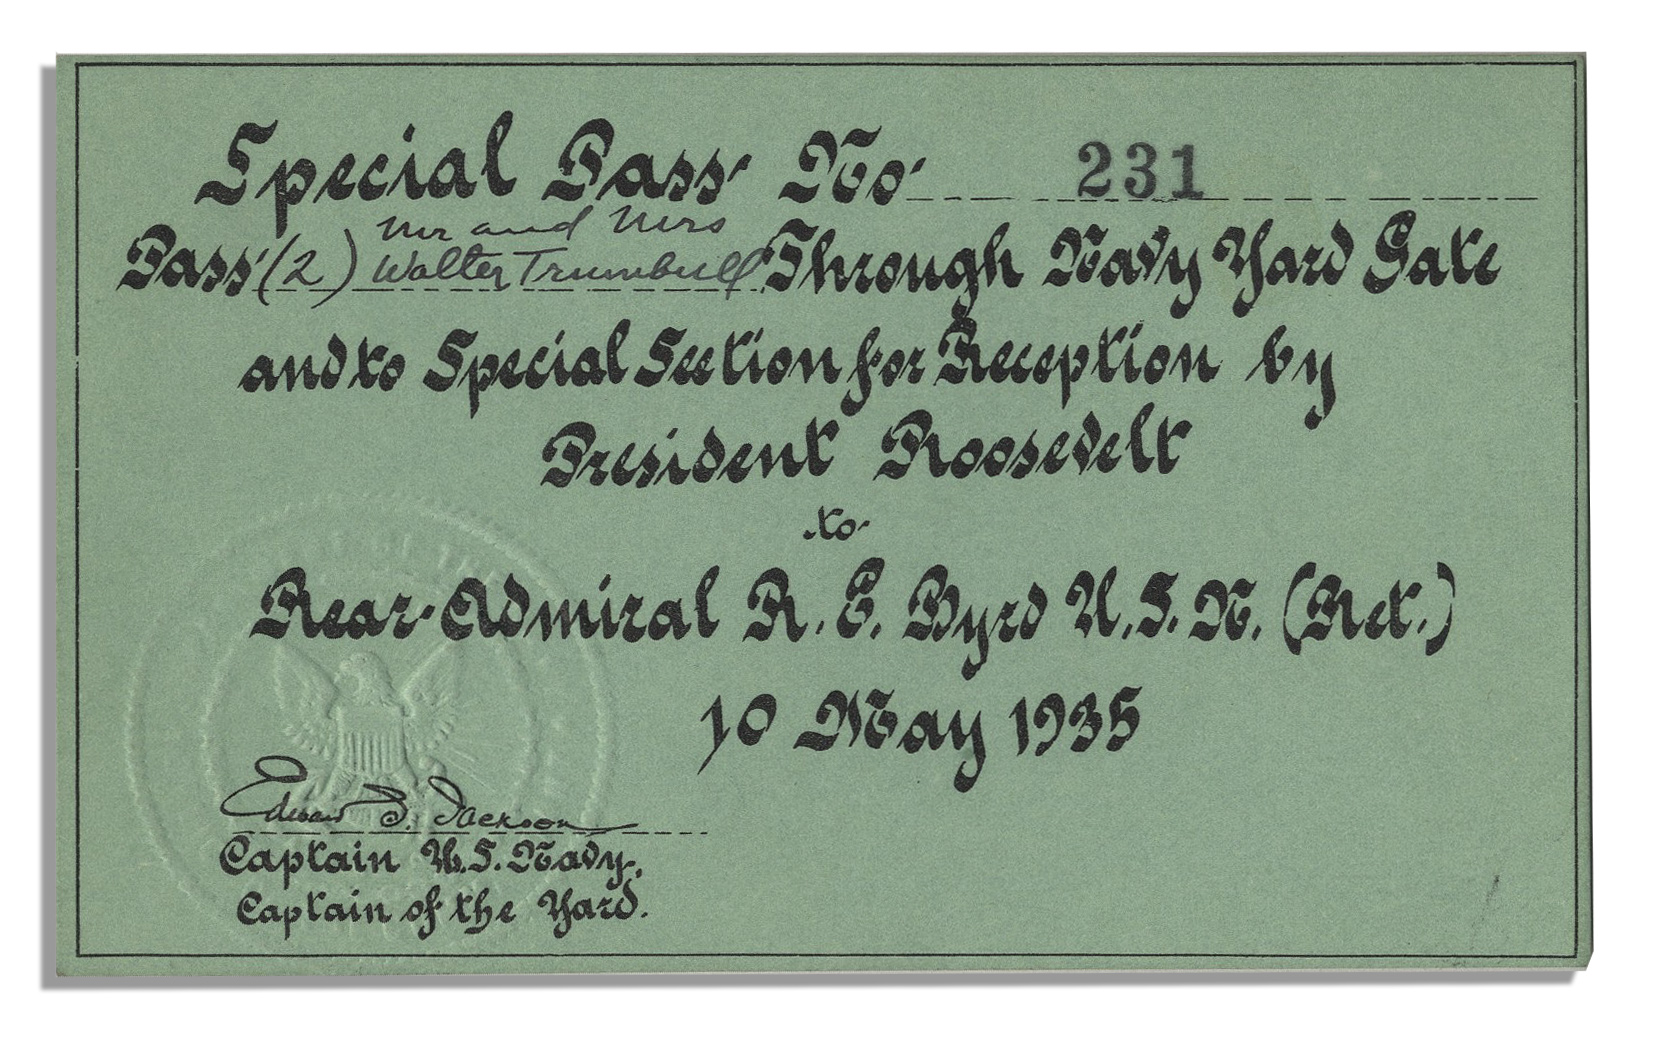 Special Pass No 231
Mr and Mrs
Pass (2) Walter Trumbull Through Navy Yard Gate
and to Special Section for Reception by
President Roosevelt
to
Rear-Admiral R. E. Byrd U.S.N. (Ret.)
10 May 1935
Edward B. Jackson
Captain U.S. Navy,
Captain of the Yard.